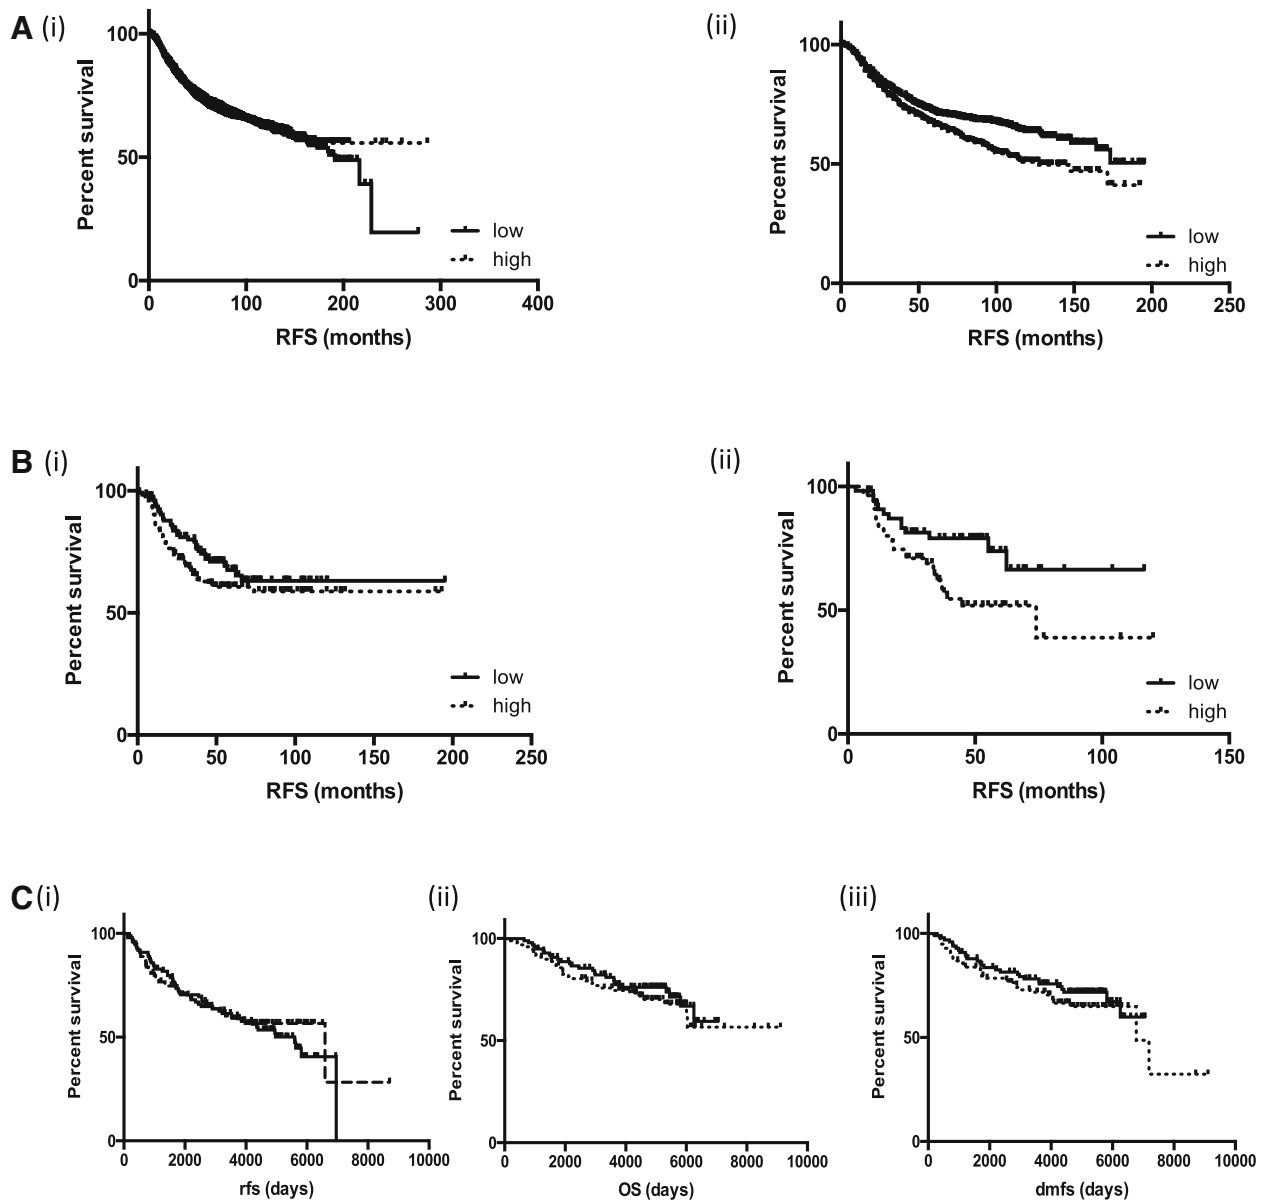 A (i)
100
50
0
Percent survival
low
high
0 100 200 300 400
RFS (months)
(ii)
100
50
0
Percent survival
low
high
0 50 100 150 200 250
RFS (months)
B (i)
100
50
0
Percent survival
low
high
0 50 100 150 200 250
RFS (months)
(ii)
100
50
0
Percent survival
low
high
0 50 100 150
RFS (months)
C (i)
100
50
0
Percent survival
0 2000 4000 6000 8000 10000
rfs (days)
(ii)
100
50
0
Percent survival
0 2000 4000 6000 8000 10000
OS (days)
(iii)
100
50
0
Percent survival
0 2000 4000 6000 8000 10000
dmfs (days)